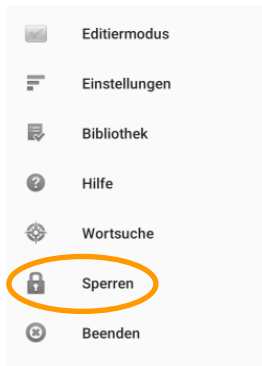 Editiermodus
Einstellungen
Bibliothek
Hilfe
Wortsuche
Sperren
Beenden